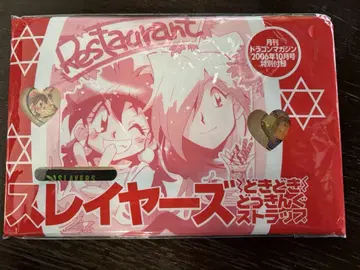 Restaurant
月刊
ドラゴンマガジン
2006年10月号
特別付録
SLAYERS
スレイヤーズ
どきどき
どっきんぐ
ストラップ